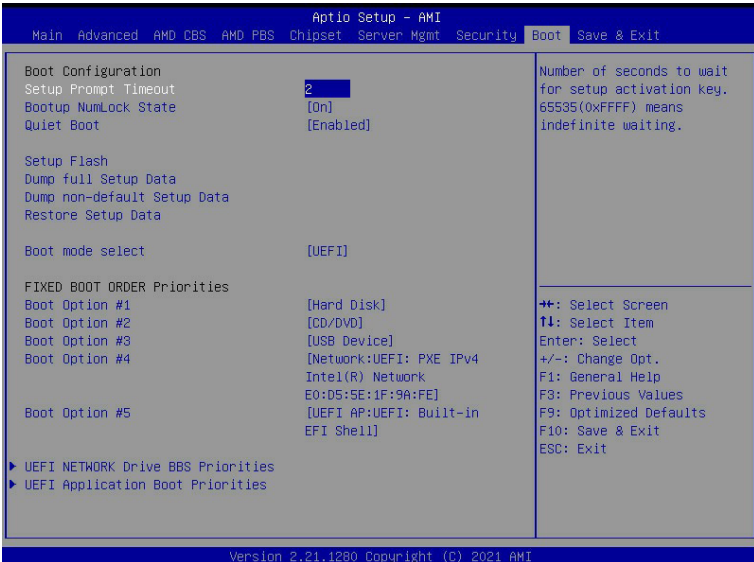 Aptio Setup - AMI
Main Advanced AMD CBS AMD PBS Chipset Server Mgmt Security Boot Save & Exit
Boot Configuration
Setup Prompt Timeout 2
Bootup NumLock State [On]
Quiet Boot [Enabled]
Setup Flash
Dump full Setup Data
Dump non-default Setup Data
Restore Setup Data
Boot mode select [UEFI]
FIXED BOOT ORDER Priorities
Boot Option #1 [Hard Disk]
Boot Option #2 [CD/DVD]
Boot Option #3 [USB Device]
Boot Option #4 [Network:UEFI: PXE IPv4
Intel(R) Network
E0:D5:5E:1F:9A:FE]
Boot Option #5 [UEFI AP:UEFI: Built-in
EFI Shell]
UEFI NETWORK Drive BBS Priorities
UEFI Application Boot Priorities
Number of seconds to wait
for setup activation key.
65535(0xFFFF) means
indefinite waiting.
→←: Select Screen
↑↓: Select Item
Enter: Select
+/-: Change Opt.
F1: General Help
F3: Previous Values
F9: Optimized Defaults
F10: Save & Exit
ESC: Exit
Version 2.21.1280 Copyright (C) 2021 AMI